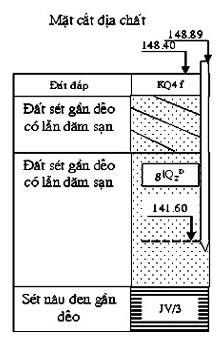 Mặt cắt địa chất
148.89
148.40
Đất đắp
KQ4 f
Đất sét gần dẻo
có lẫn dăm sạn
Đất sét gần dẻo
có lẫn dăm sạn
141.60
Sét nâu đen gần
dẻo
JV/3